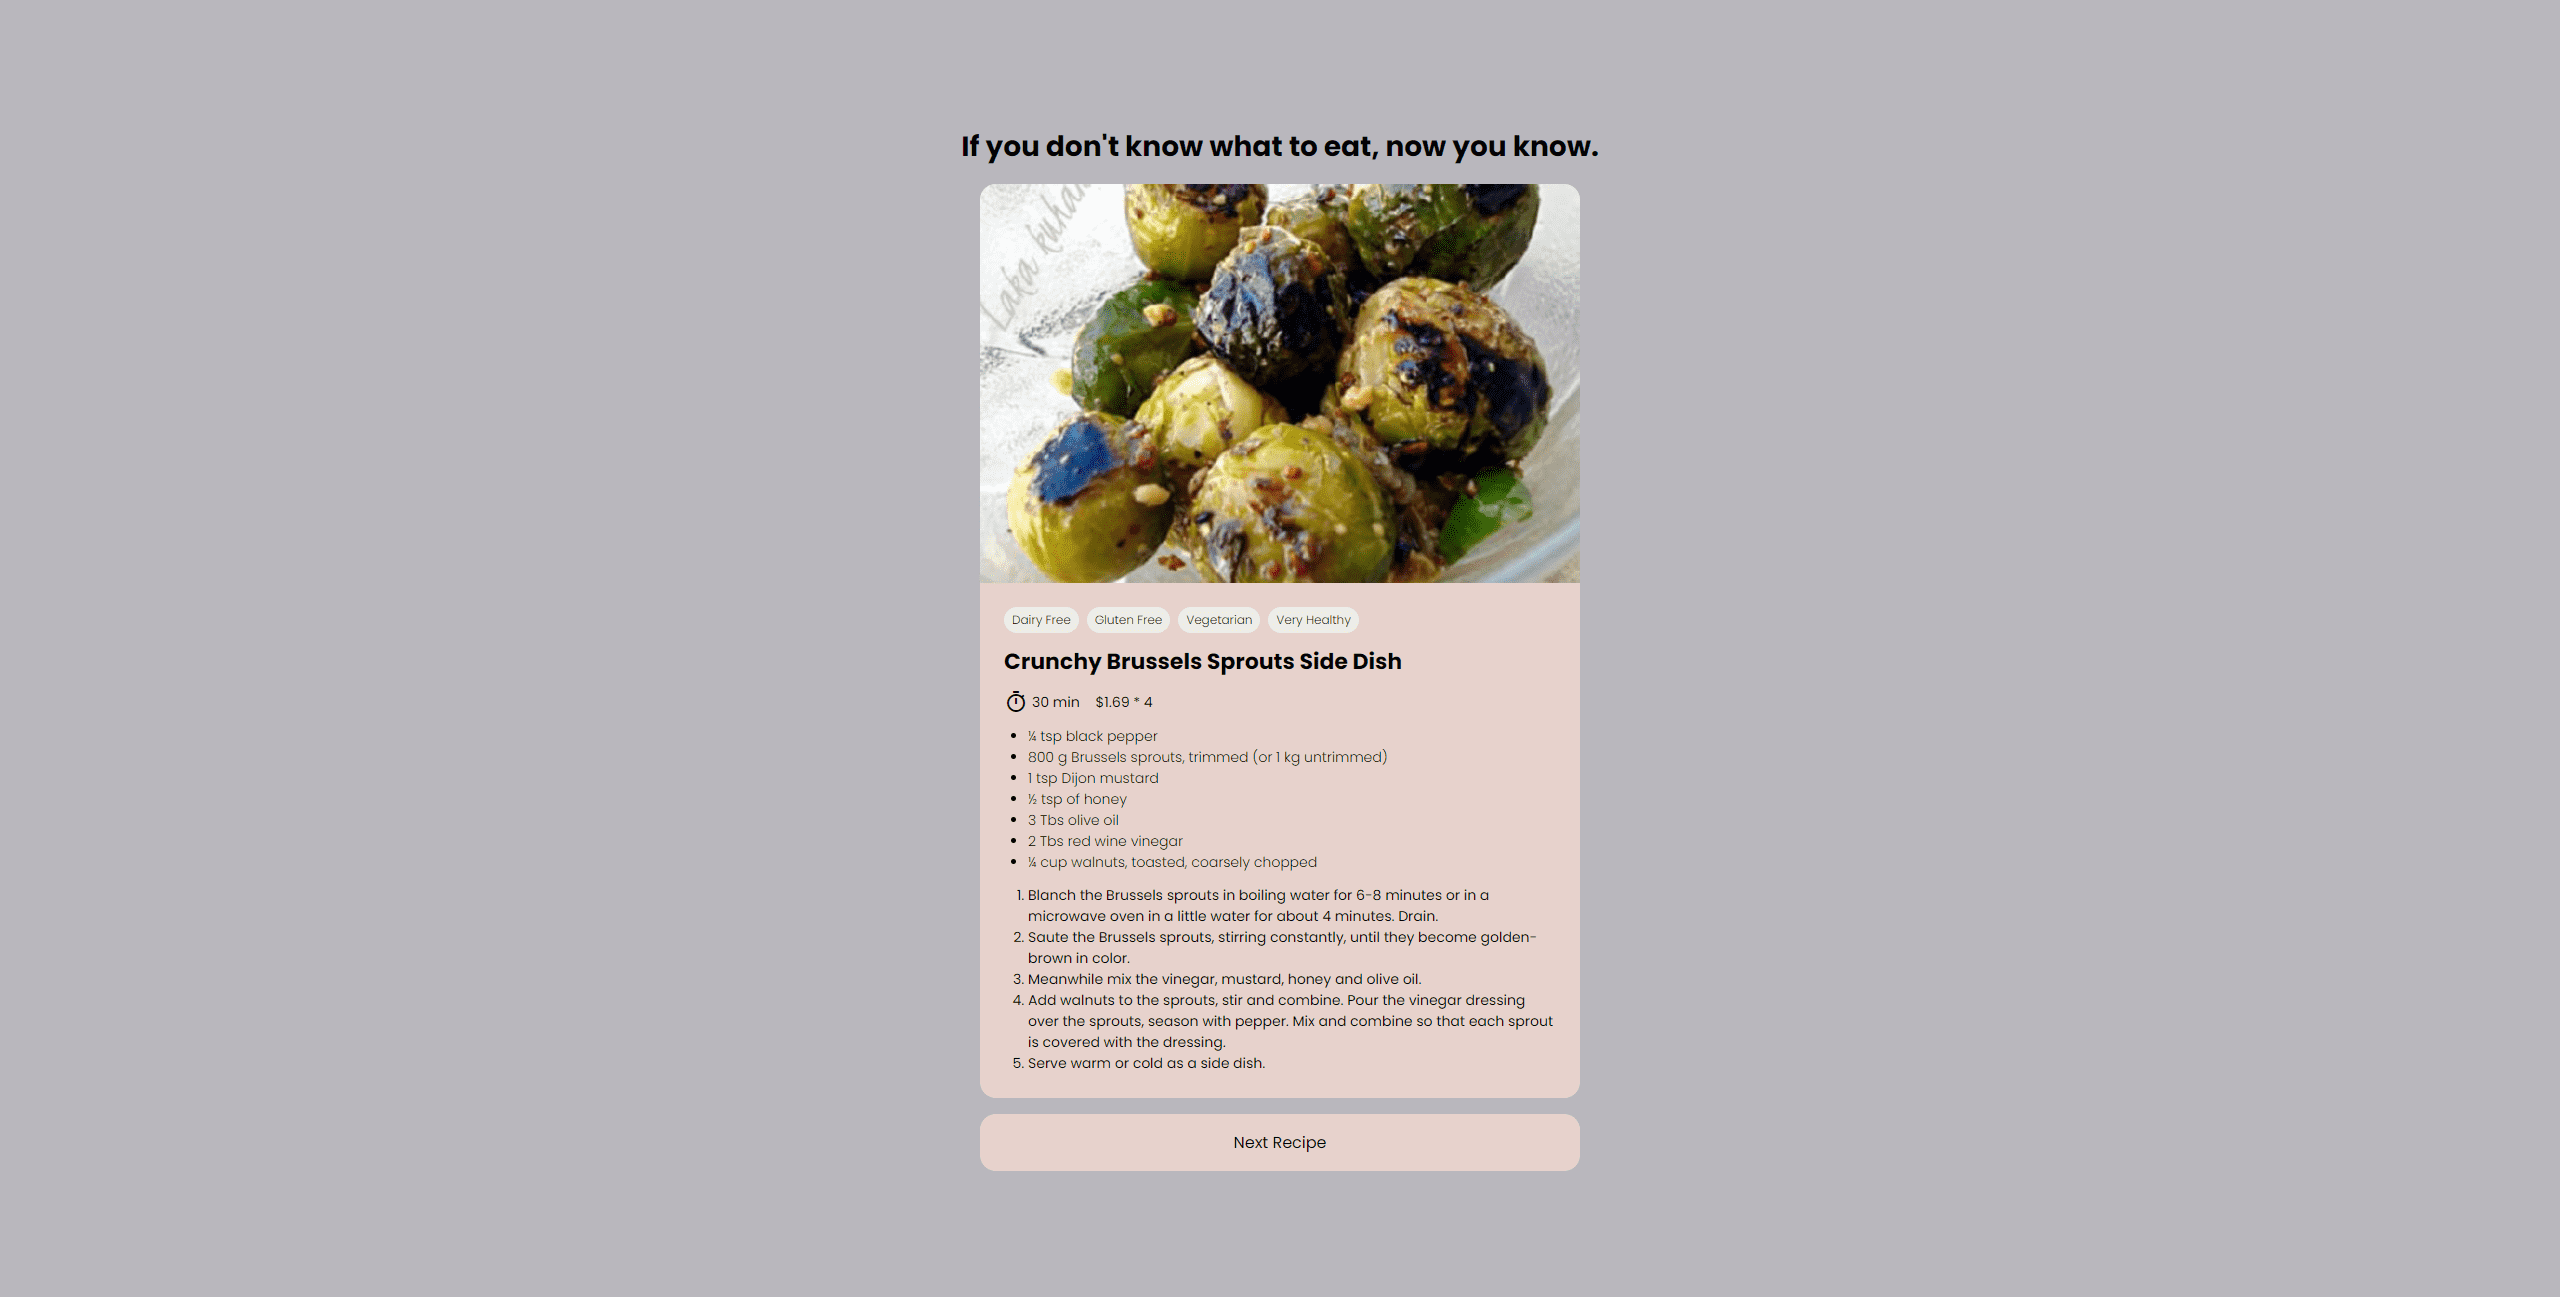 If you don't know what to eat, now you know.
Laka kuhar
Dairy Free
Gluten Free
Vegetarian
Very Healthy
Crunchy Brussels Sprouts Side Dish
30 min $1.69 * 4
¼ tsp black pepper
800 g Brussels sprouts, trimmed (or 1 kg untrimmed)
1 tsp Dijon mustard
½ tsp of honey
3 Tbs olive oil
2 Tbs red wine vinegar
¼ cup walnuts, toasted, coarsely chopped
1. Blanch the Brussels sprouts in boiling water for 6-8 minutes or in a
microwave oven in a little water for about 4 minutes. Drain.
2. Saute the Brussels sprouts, stirring constantly, until they become golden-
brown in color.
3. Meanwhile mix the vinegar, mustard, honey and olive oil.
4. Add walnuts to the sprouts, stir and combine. Pour the vinegar dressing
over the sprouts, season with pepper. Mix and combine so that each sprout
is covered with the dressing.
5. Serve warm or cold as a side dish.
Next Recipe